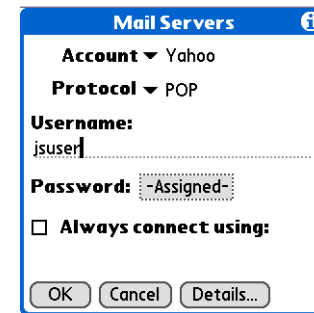 Mail Servers i
Account Yahoo
Protocol POP
Username:
jsuser
Password: -Assigned-
Always connect using:
OK Cancel Details...